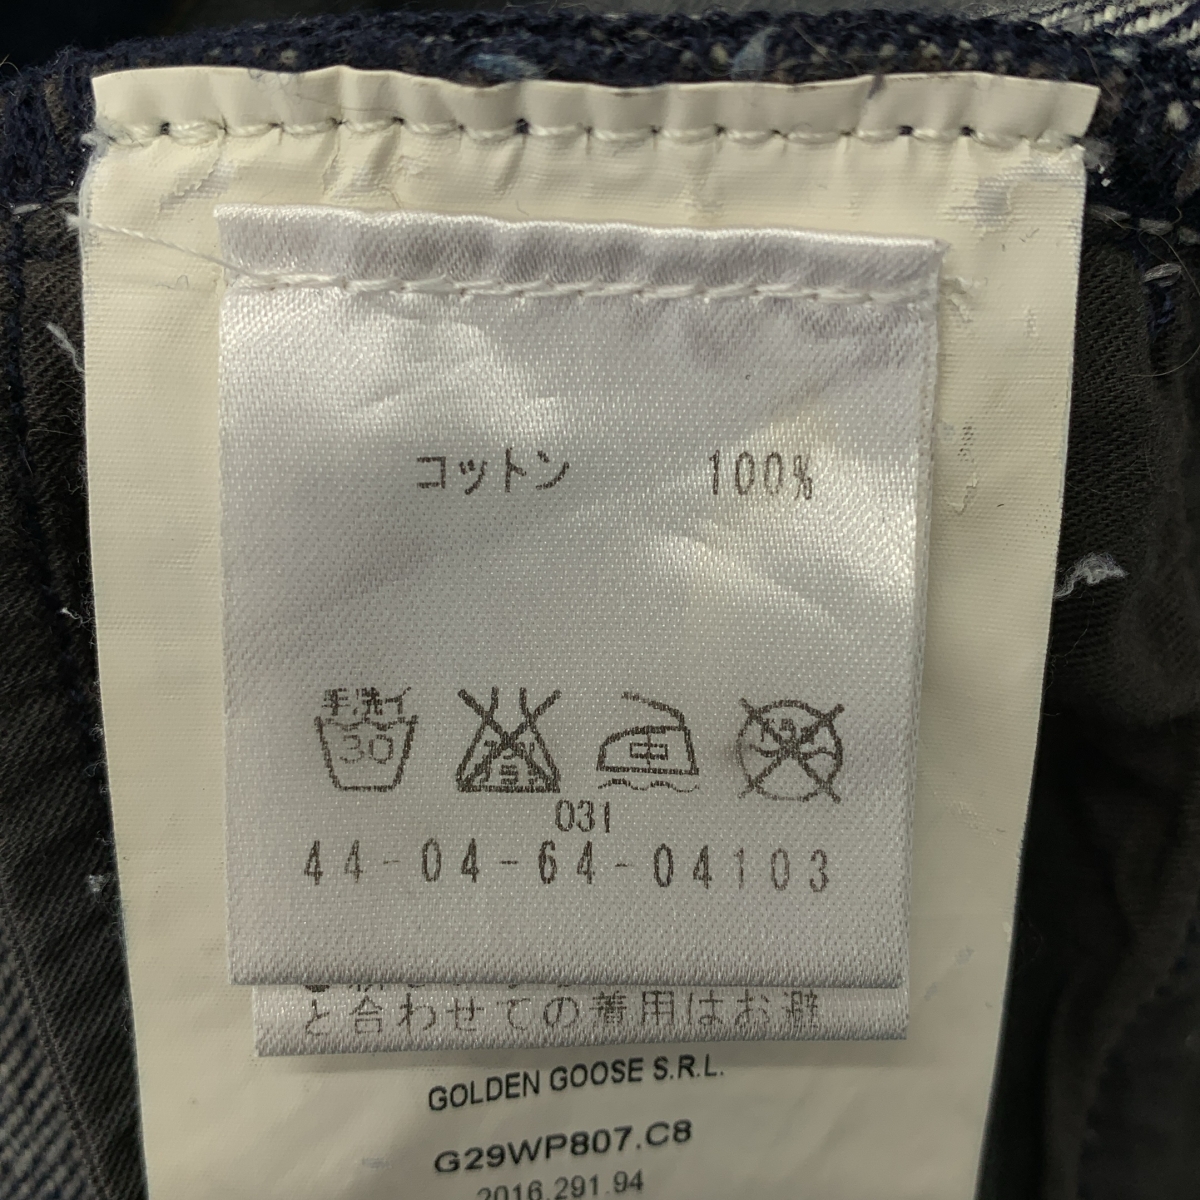 コットン 100%
手洗イ
30
中
031
44-04-64-04103
と合わせての着用はお避
GOLDEN GOOSE S.R.L.
G29WP807.C8
2016.291.94